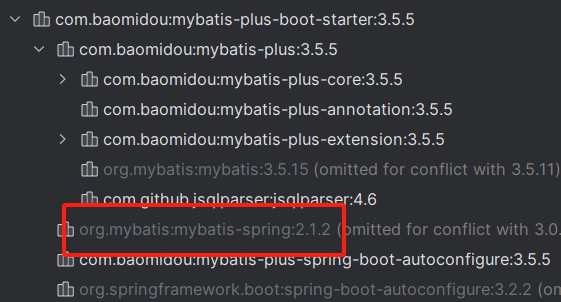 com.baomidou:mybatis-plus-boot-starter:3.5.5
com.baomidou:mybatis-plus:3.5.5
com.baomidou:mybatis-plus-core:3.5.5
com.baomidou:mybatis-plus-annotation:3.5.5
com.baomidou:mybatis-plus-extension:3.5.5
org.mybatis:mybatis:3.5.15 (omitted for conflict with 3.5.11)
com.github.jsqlparser:jsqlparser:4.6
org.mybatis:mybatis-spring:2.1.2 (omitted for conflict with 3.0.
com.baomidou:mybatis-plus-spring-boot-autoconfigure:3.5.5
org.springframework.boot:spring-boot-autoconfigure:3.2.2 (om